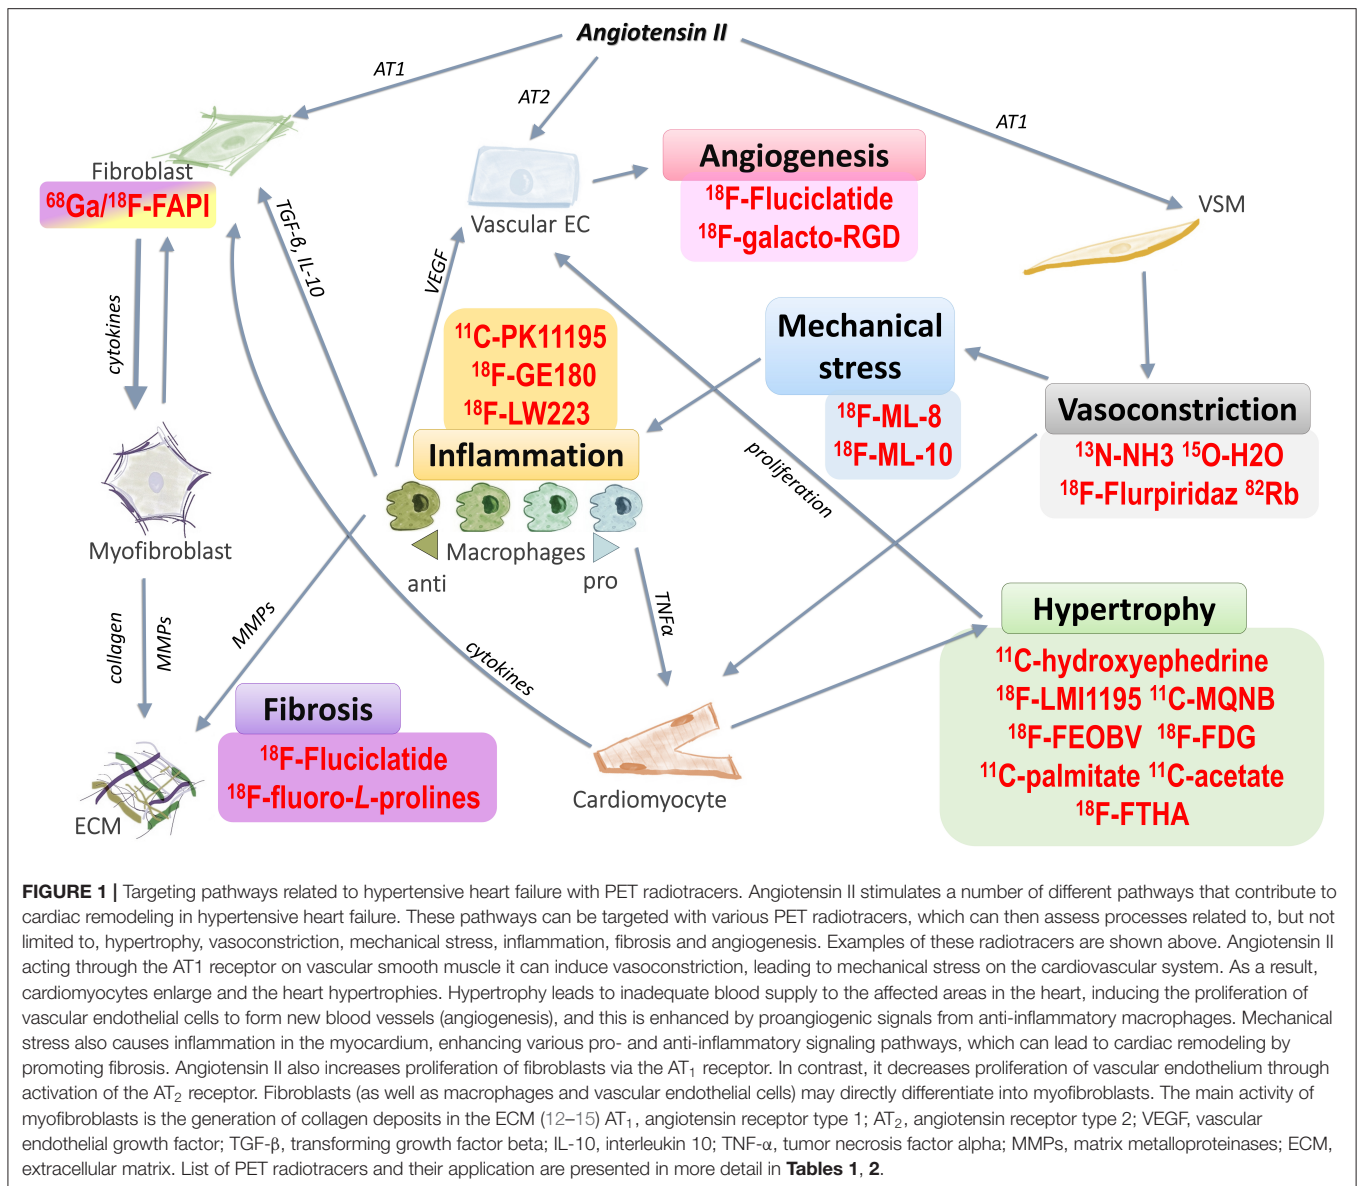 Angiotensin II
AT1
AT2
AT1
Fibroblast
⁶⁸Ga/¹⁸F-FAPI
Vascular EC
Angiogenesis
¹⁸F-Fluciclatide
¹⁸F-galacto-RGD
VSM
TGF-β, IL-10
VEGF
cytokines
¹¹C-PK11195
¹⁸F-GE180
¹⁸F-LW223
Inflammation
Mechanical
stress
¹⁸F-ML-8
¹⁸F-ML-10
Vasoconstriction
¹³N-NH3 ¹⁵O-H2O
¹⁸F-Flurpiridaz ⁸²Rb
proliferation
Myofibroblast
Macrophages
anti
pro
collagen
MMPs
MMPs
TNFα
cytokines
Hypertrophy
¹¹C-hydroxyephedrine
¹⁸F-LMI1195 ¹¹C-MQNB
¹⁸F-FEOBV ¹⁸F-FDG
¹¹C-palmitate ¹¹C-acetate
¹⁸F-FTHA
Fibrosis
¹⁸F-Fluciclatide
¹⁸F-fluoro-L-prolines
ECM
Cardiomyocyte
FIGURE 1 | Targeting pathways related to hypertensive heart failure with PET radiotracers. Angiotensin II stimulates a number of different pathways that contribute to
cardiac remodeling in hypertensive heart failure. These pathways can be targeted with various PET radiotracers, which can then assess processes related to, but not
limited to, hypertrophy, vasoconstriction, mechanical stress, inflammation, fibrosis and angiogenesis. Examples of these radiotracers are shown above. Angiotensin II
acting through the AT1 receptor on vascular smooth muscle it can induce vasoconstriction, leading to mechanical stress on the cardiovascular system. As a result,
cardiomyocytes enlarge and the heart hypertrophies. Hypertrophy leads to inadequate blood supply to the affected areas in the heart, inducing the proliferation of
vascular endothelial cells to form new blood vessels (angiogenesis), and this is enhanced by proangiogenic signals from anti-inflammatory macrophages. Mechanical
stress also causes inflammation in the myocardium, enhancing various pro- and anti-inflammatory signaling pathways, which can lead to cardiac remodeling by
promoting fibrosis. Angiotensin II also increases proliferation of fibroblasts via the AT₁ receptor. In contrast, it decreases proliferation of vascular endothelium through
activation of the AT₂ receptor. Fibroblasts (as well as macrophages and vascular endothelial cells) may directly differentiate into myofibroblasts. The main activity of
myofibroblasts is the generation of collagen deposits in the ECM (12–15) AT₁, angiotensin receptor type 1; AT₂, angiotensin receptor type 2; VEGF, vascular
endothelial growth factor; TGF-β, transforming growth factor beta; IL-10, interleukin 10; TNF-α, tumor necrosis factor alpha; MMPs, matrix metalloproteinases; ECM,
extracellular matrix. List of PET radiotracers and their application are presented in more detail in Tables 1, 2.